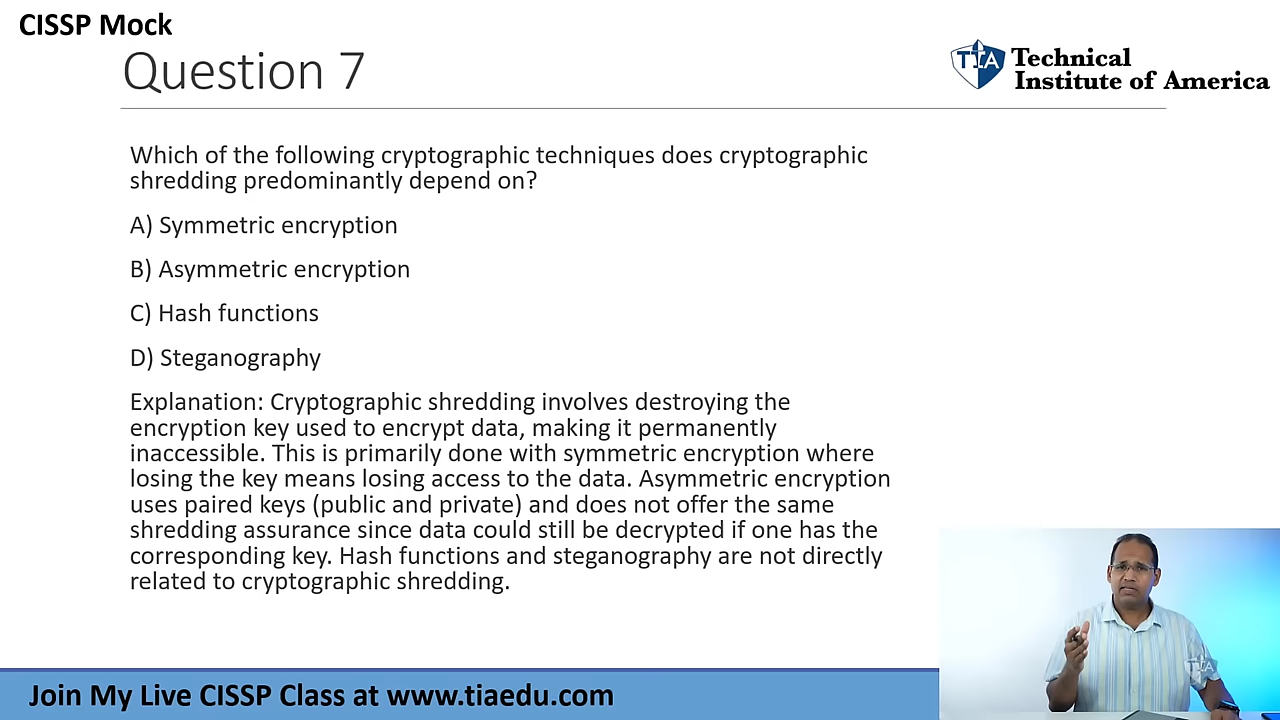 CISSP Mock
Question 7
TIA
Technical
Institute of America
Which of the following cryptographic techniques does cryptographic
shredding predominantly depend on?
A) Symmetric encryption
B) Asymmetric encryption
C) Hash functions
D) Steganography
Explanation: Cryptographic shredding involves destroying the
encryption key used to encrypt data, making it permanently
inaccessible. This is primarily done with symmetric encryption where
losing the key means losing access to the data. Asymmetric encryption
uses paired keys (public and private) and does not offer the same
shredding assurance since data could still be decrypted if one has the
corresponding key. Hash functions and steganography are not directly
related to cryptographic shredding.
TIA
Join My Live CISSP Class at www.tiaedu.com